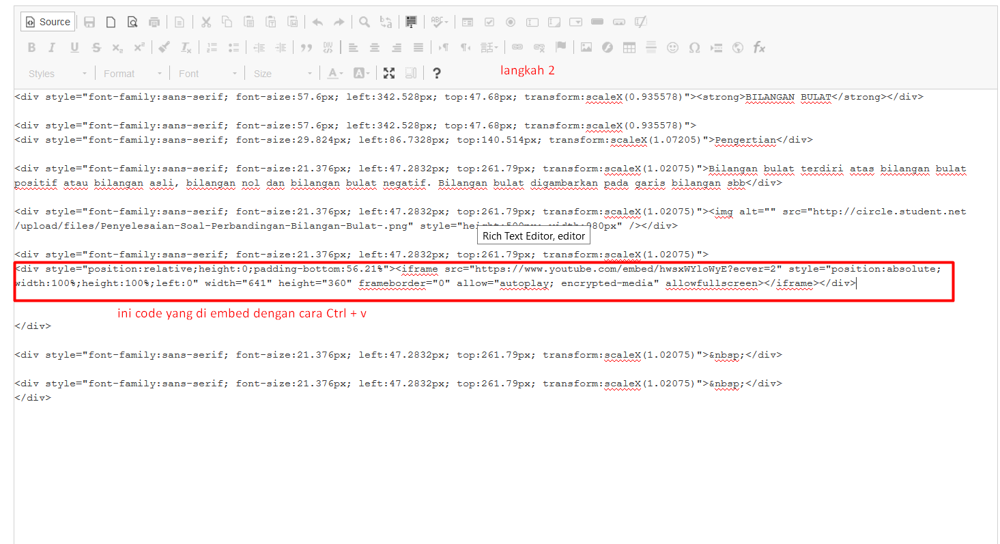 Source
Styles Format Font Size
langkah 2
<div style="font-family:sans-serif; font-size:57.6px; left:342.528px; top:47.68px; transform:scaleX(0.935578)"><strong>BILANGAN BULAT</strong></div>
<div style="font-family:sans-serif; font-size:57.6px; left:342.528px; top:47.68px; transform:scaleX(0.935578)">
<div style="font-family:sans-serif; font-size:29.824px; left:86.7328px; top:140.514px; transform:scaleX(1.07205)">Pengertian</div>
<div style="font-family:sans-serif; font-size:21.376px; left:47.2832px; top:261.79px; transform:scaleX(1.02075)">Bilangan bulat terdiri atas bilangan bulat
positif atau bilangan asli, bilangan nol dan bilangan bulat negatif. Bilangan bulat digambarkan pada garis bilangan sbb</div>
<div style="font-family:sans-serif; font-size:21.376px; left:47.2832px; top:261.79px; transform:scaleX(1.02075)"><img alt="" src="http://circle.student.net
/upload/files/Penyelesaian-Soal-Perbandingan-Bilangan-Bulat-.png" style="height:500px; width:980px" /></div>
Rich Text Editor, editor
<div style="font-family:sans-serif; font-size:21.376px; left:47.2832px; top:261.79px; transform:scaleX(1.02075)">
<div style="position:relative;height:0;padding-bottom:56.21%"><iframe src="https://www.youtube.com/embed/hwsxWYloWyE?ecver=2" style="position:absolute;
width:100%;height:100%;left:0" width="641" height="360" frameborder="0" allow="autoplay; encrypted-media" allowfullscreen></iframe></div>
ini code yang di embed dengan cara Ctrl + v
</div>
<div style="font-family:sans-serif; font-size:21.376px; left:47.2832px; top:261.79px; transform:scaleX(1.02075)">&nbsp;</div>
<div style="font-family:sans-serif; font-size:21.376px; left:47.2832px; top:261.79px; transform:scaleX(1.02075)">&nbsp;</div>
</div>